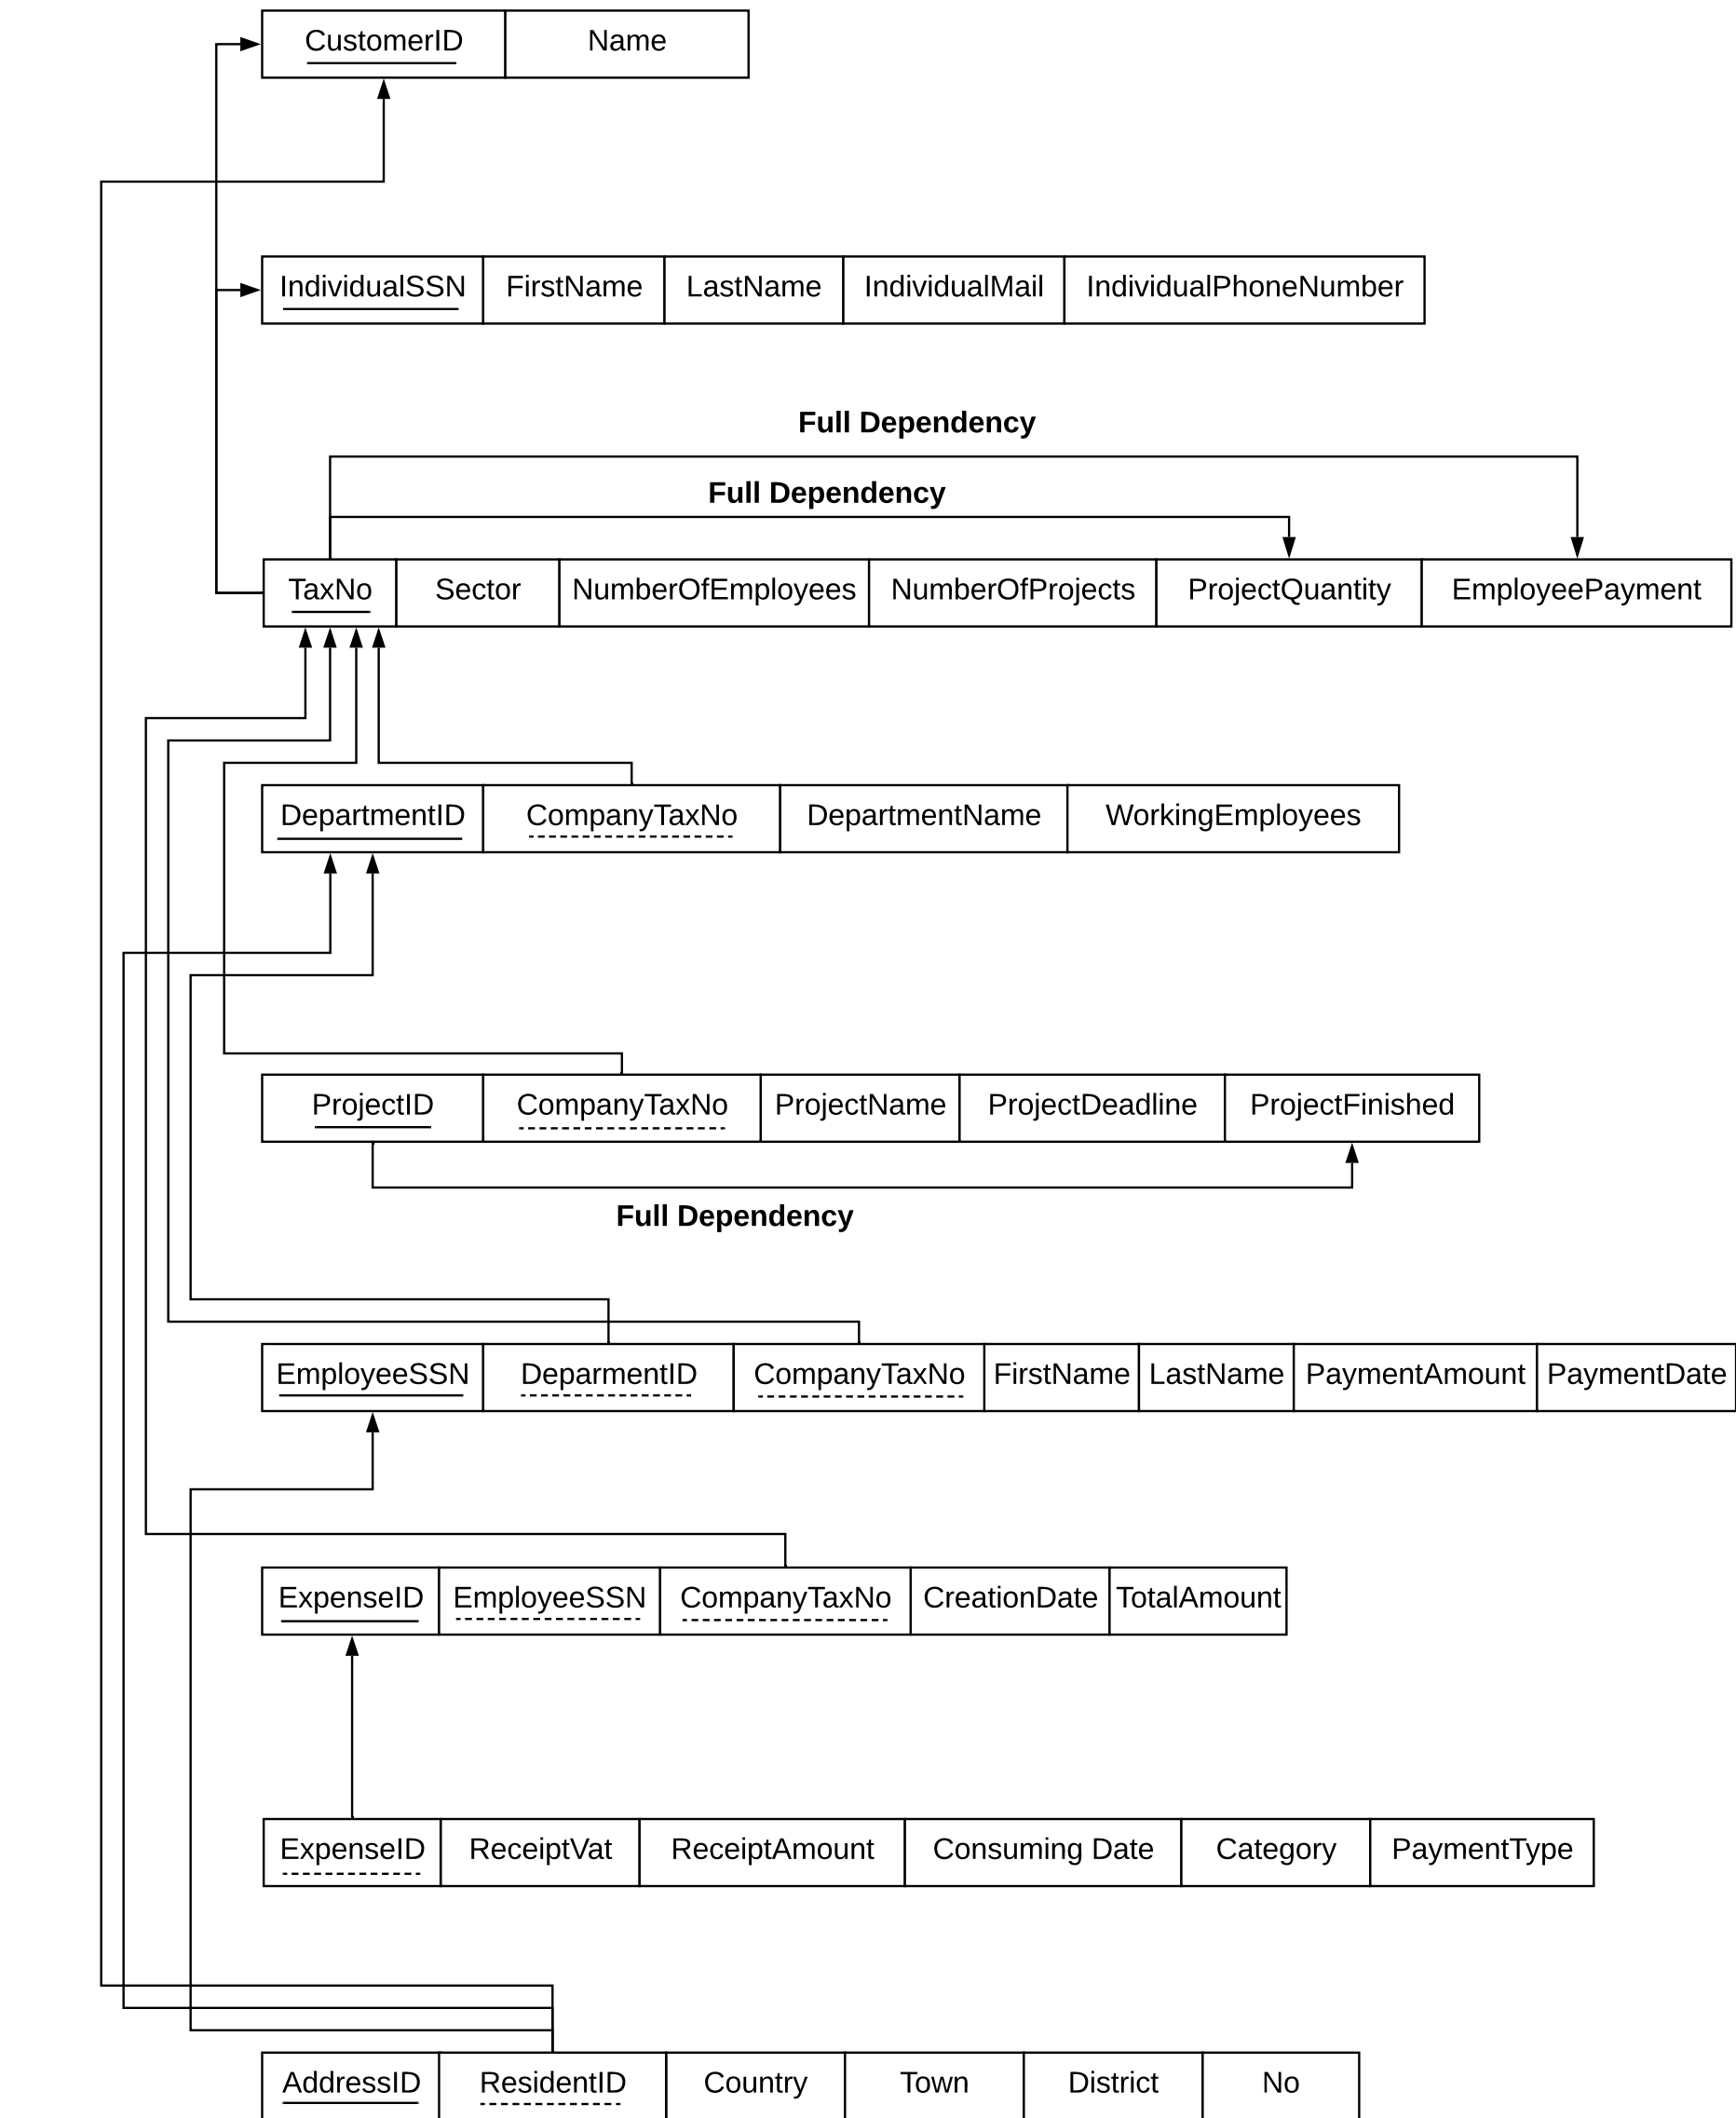 CustomerID Name
IndividualSSN FirstName LastName IndividualMail IndividualPhoneNumber
Full Dependency
Full Dependency
TaxNo Sector NumberOfEmployees NumberOfProjects ProjectQuantity EmployeePayment
DepartmentID CompanyTaxNo DepartmentName WorkingEmployees
ProjectID CompanyTaxNo ProjectName ProjectDeadline ProjectFinished
Full Dependency
EmployeeSSN DeparmentID CompanyTaxNo FirstName LastName PaymentAmount PaymentDate
ExpenseID EmployeeSSN CompanyTaxNo CreationDate TotalAmount
ExpenseID ReceiptVat ReceiptAmount Consuming Date Category PaymentType
AddressID ResidentID Country Town District No